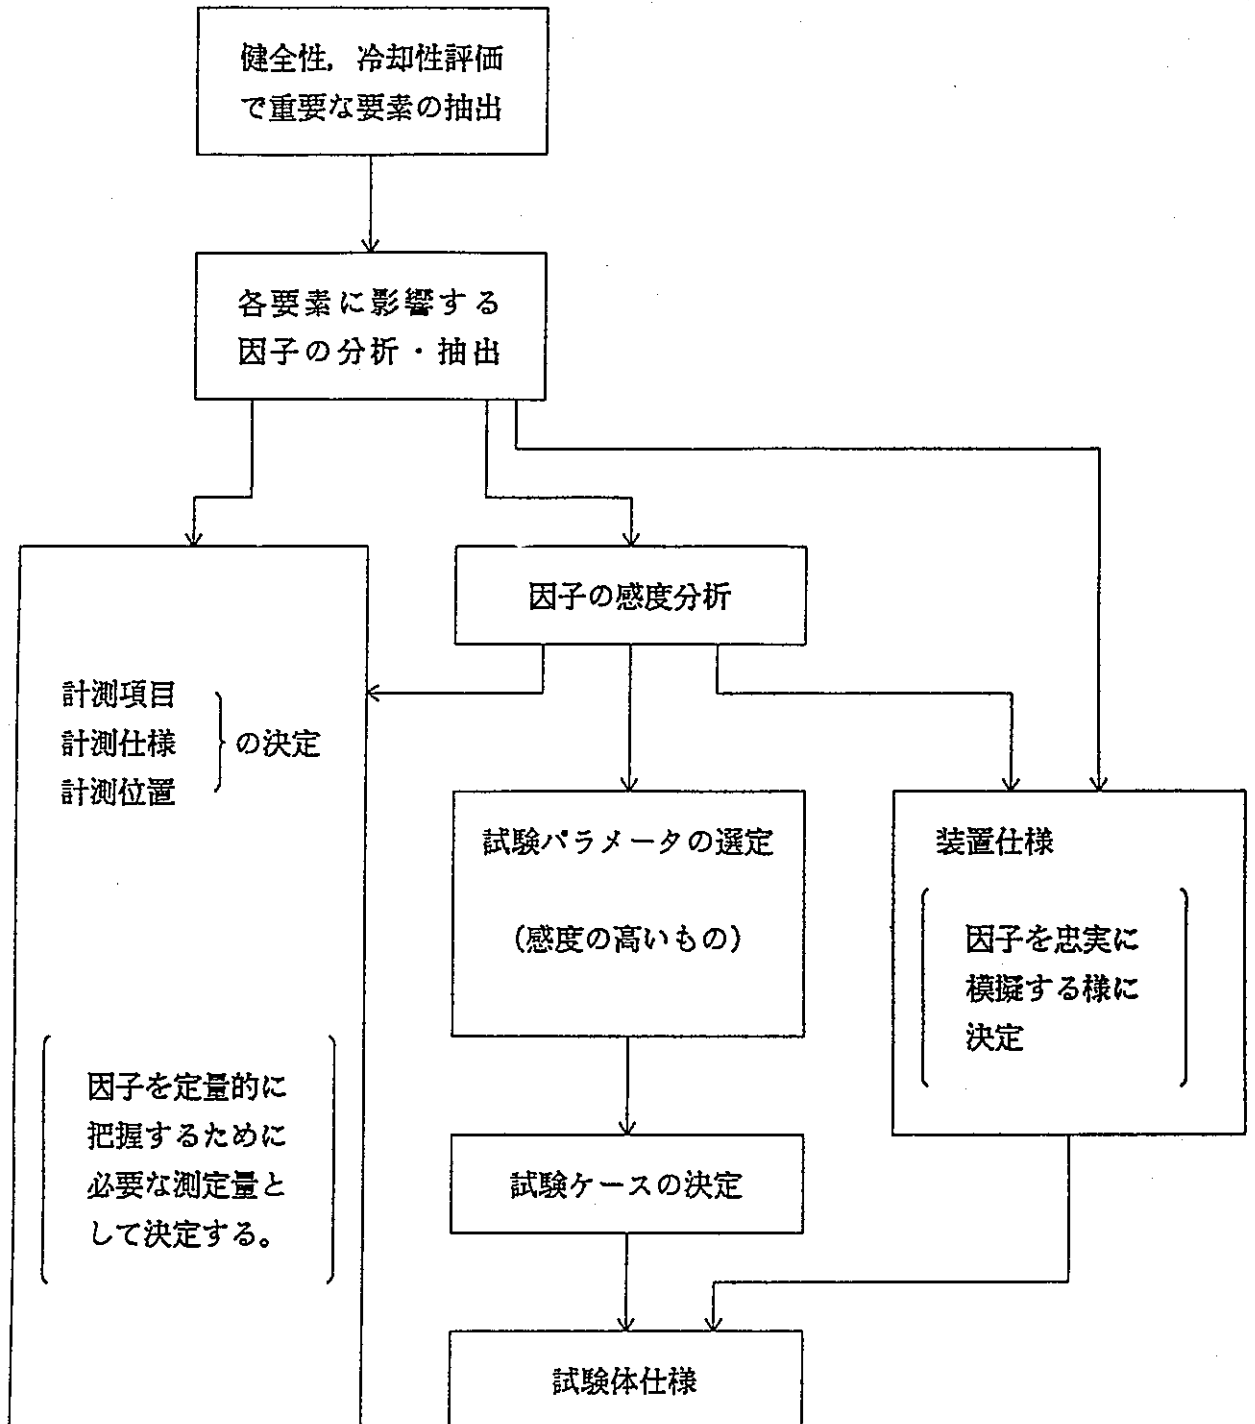 健全性,冷却性評価
で重要な要素の抽出
各要素に影響する
因子の分析・抽出
因子の感度分析
計測項目
計測仕様
計測位置
の決定
因子を定量的に
把握するために
必要な測定量と
して決定する。
試験パラメータの選定
(感度の高いもの)
試験ケースの決定
装置仕様
因子を忠実に
模擬する様に
決定
試験体仕様